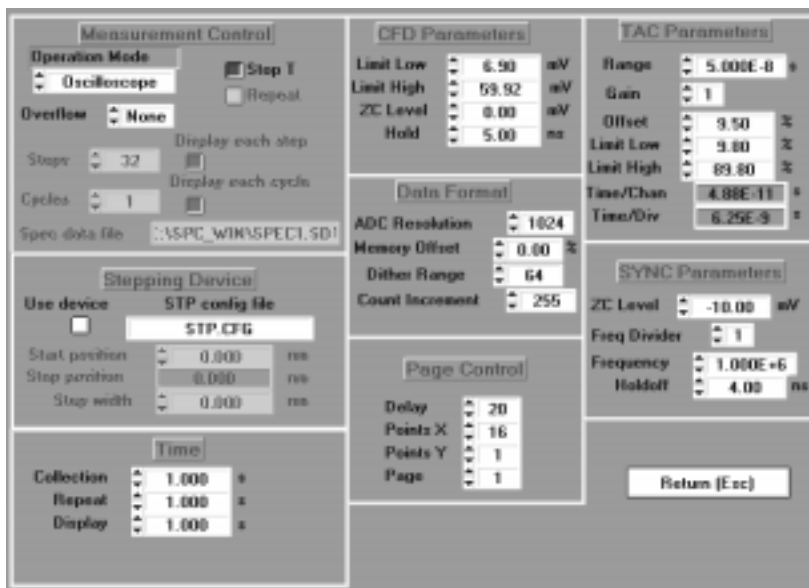 Measurement Control
Operation Mode
Oscilloscope
Stop T
Repeat
Overflow None
Display each step
Steps 32
Display each cycle
Cycles 1
Spec data file :\SPC_WIN\SPEC1.SD
Stepping Device
Use device STP config file
STP.CFG
Start position 0.000 mm
Stop position 0.000 mm
Step width 0.000 mm
Time
Collection 1.000 s
Repeat 1.000 s
Display 1.000 s
CFD Parameters
Limit Low 6.90 mV
Limit High 59.92 mV
ZC Level 0.00 mV
Hold 5.00 ns
Data Format
ADC Resolution 1024
Memory Offset 0.00 %
Dither Range 64
Count Increment 255
Page Control
Delay 20
Points X 16
Points Y 1
Page 1
TAC Parameters
Range 5.000E-8 s
Gain 1
Offset 9.50 %
Limit Low 9.80 %
Limit High 89.80 %
Time/Chan 4.88E-11 s
Time/Div 6.25E-9 s
SYNC Parameters
ZC Level -10.00 mV
Freq Divider 1
Frequency 1.000E+6
Holdoff 4.00 ns
Return (Esc)